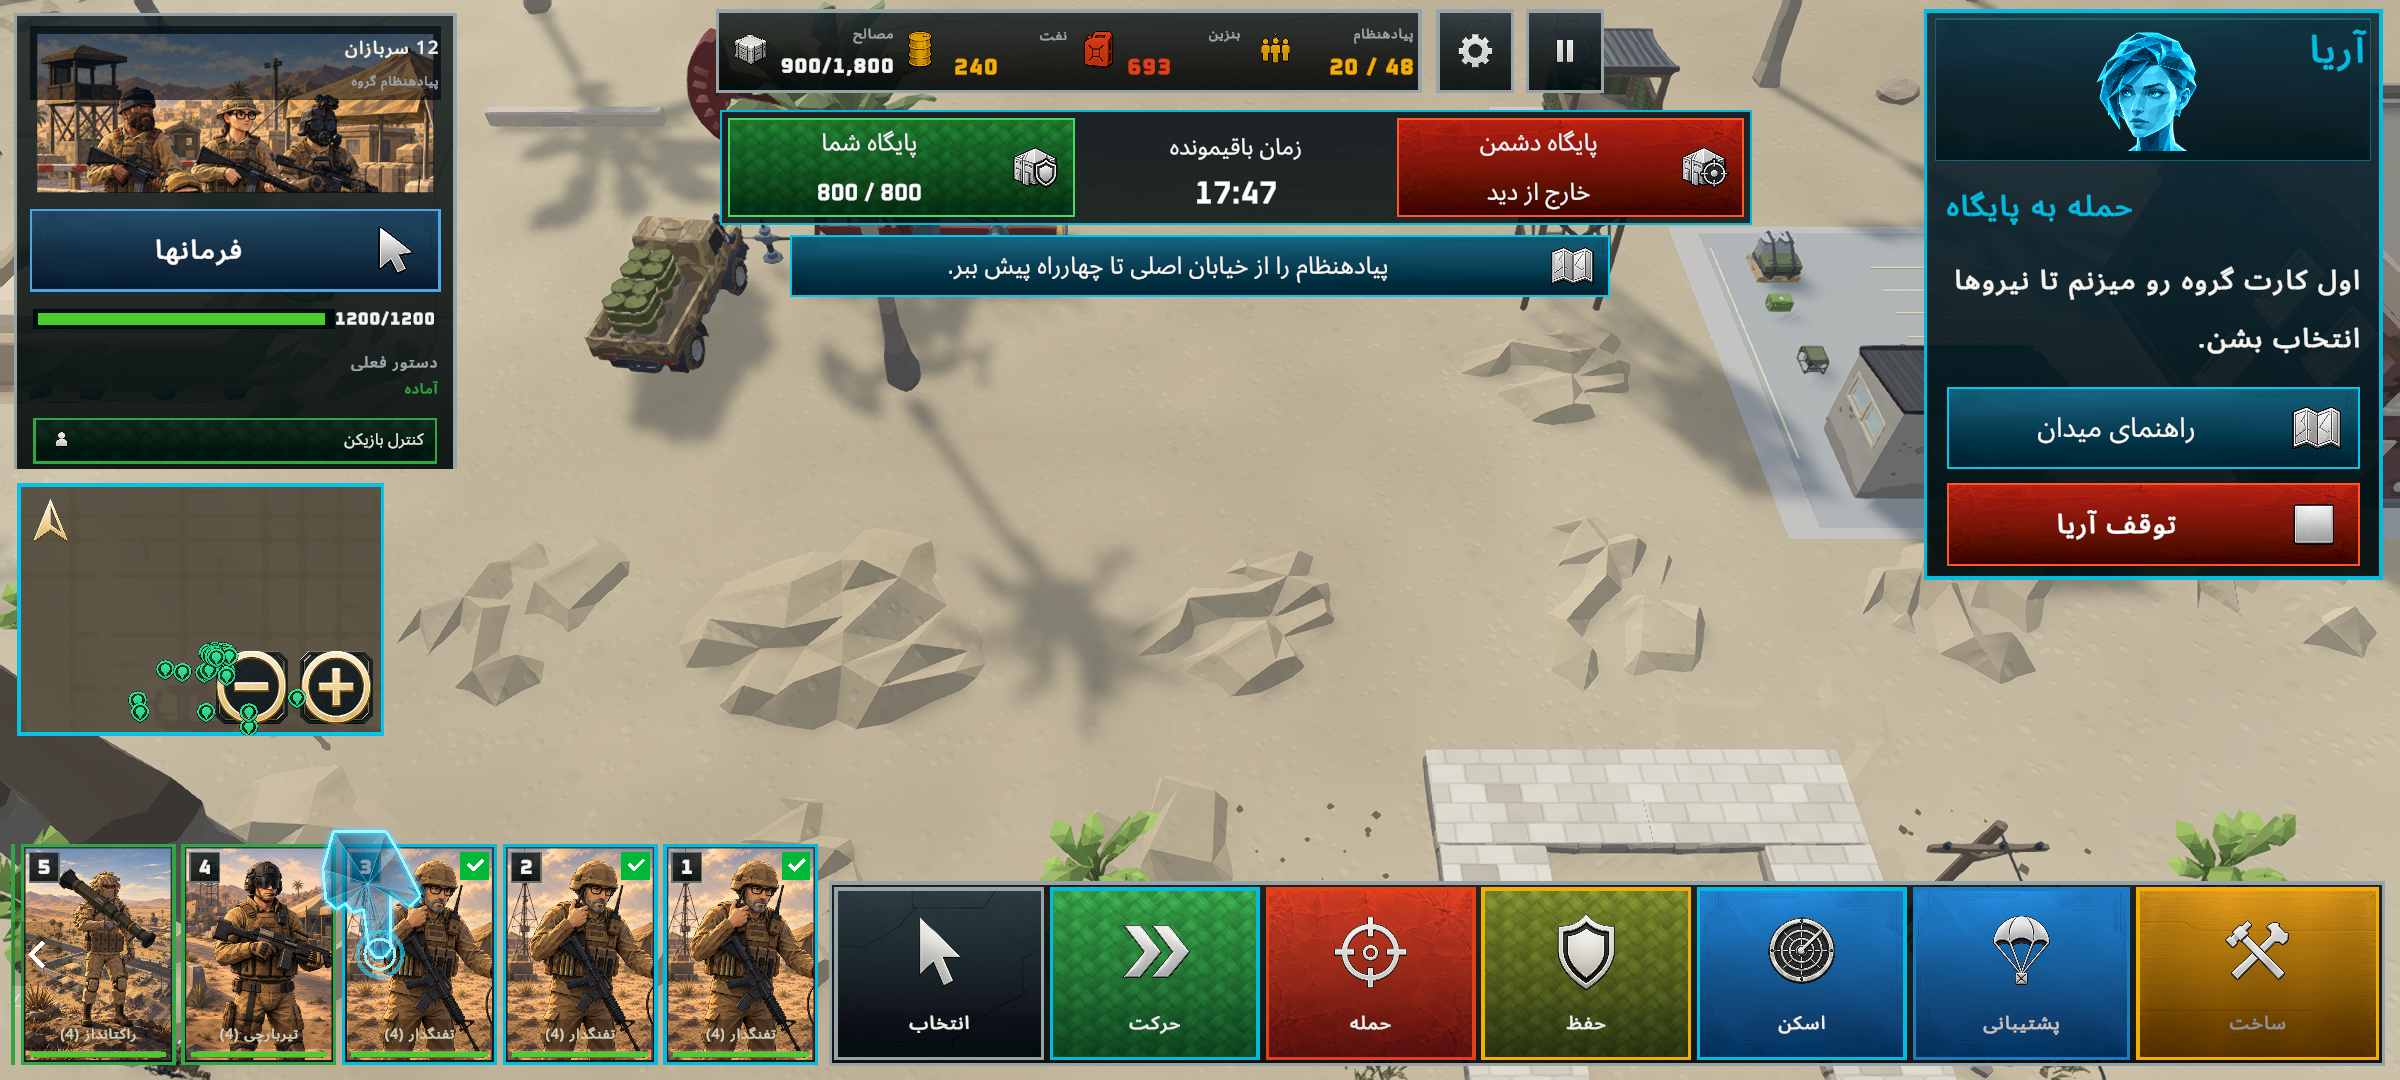 12 سربازان
پیادهنظام گروه
فرمانها
1200/1200
دستور فعلی
آماده
کنترل بازیکن
مصالح
900/1,800
نفت
240
بنزین
693
پیادهنظام
20 / 48
پایگاه شما
800 / 800
زمان باقیمونده
17:47
پایگاه دشمن
خارج از دید
پیادهنظام را از خیابان اصلی تا چهارراه پیش ببر.
آریا
حمله به پایگاه
اول کارت گروه رو میزنم تا نیروها
انتخاب بشن.
راهنمای میدان
توقف آریا
5
راکتانداز (4)
4
تیربارچی (4)
3
تفنگدار (4)
2
تفنگدار (4)
1
تفنگدار (4)
انتخاب
حرکت
حمله
حفظ
اسکن
پشتیبانی
ساخت